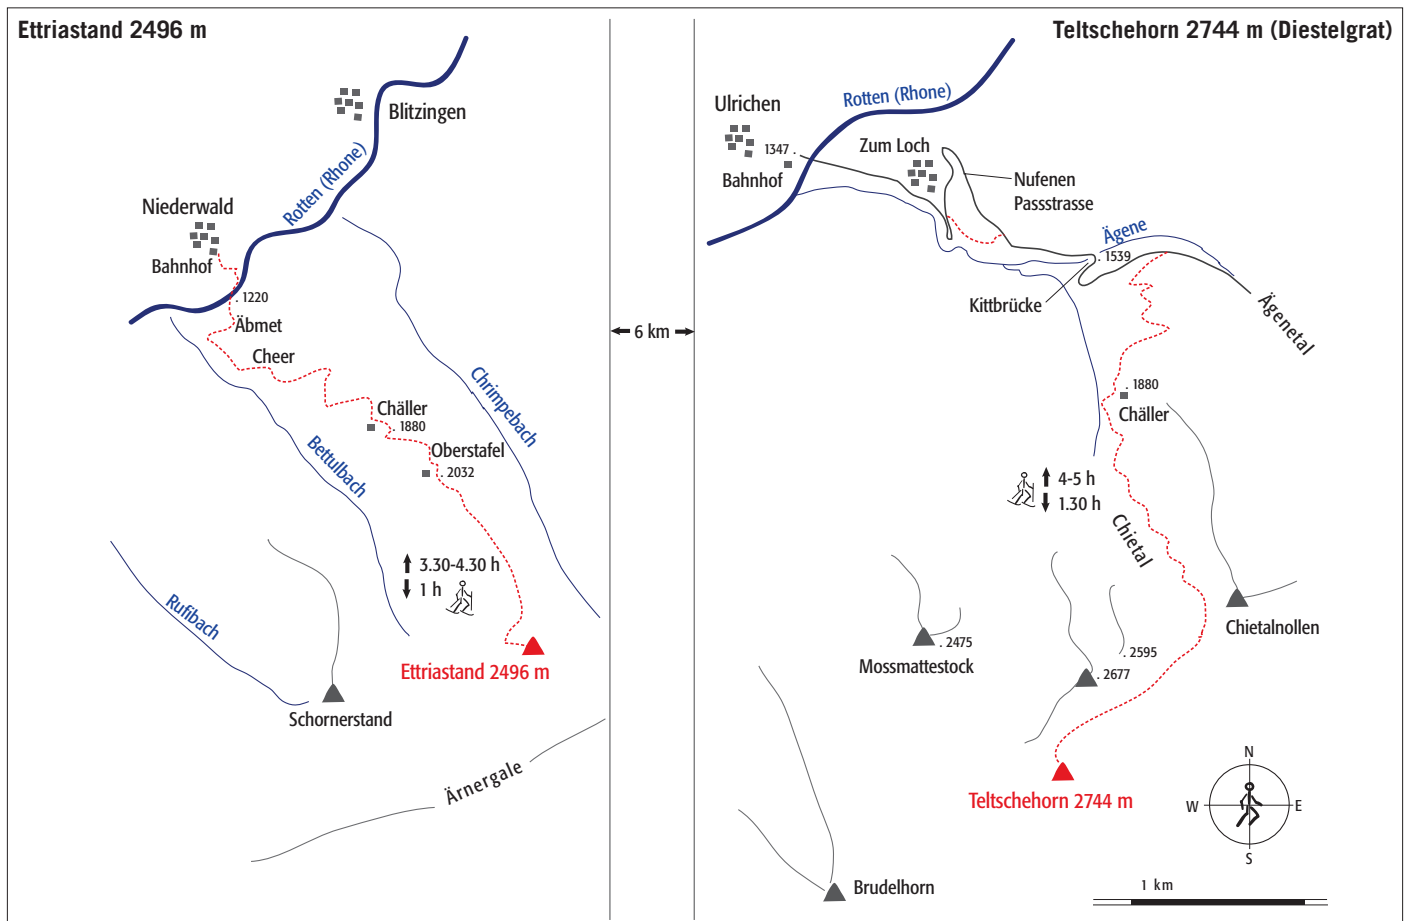 Ettriastand 2496 m
Blitzingen
Rotten (Rhone)
Niederwald
Bahnhof
. 1220
Äbmet
Cheer
Chäller
. 1880
Oberstafel
. 2032
Chrimpebach
Bettulbach
3.30-4.30 h
1 h
Rufibach
Ettriastand 2496 m
Schornerstand
Ärnergale
6 km
Teltschehorn 2744 m (Diestelgrat)
Rotten (Rhone)
Ulrichen
1347 .
Bahnhof
Zum Loch
Nufenen
Passstrasse
Ägene
. 1539
Kittbrücke
Ägenetal
. 1880
Chäller
4-5 h
1.30 h
Chietal
Chietalnollen
. 2475
Mossmattestock
. 2595
. 2677
Teltschehorn 2744 m
Brudelhorn
N
W
E
S
1 km